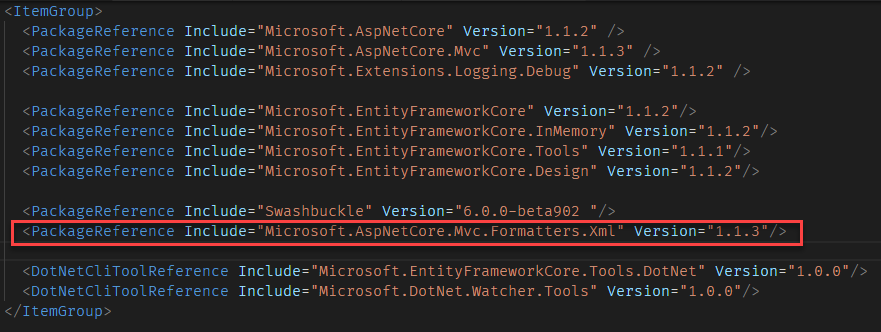 <ItemGroup>
<PackageReference Include="Microsoft.AspNetCore" Version="1.1.2" />
<PackageReference Include="Microsoft.AspNetCore.Mvc" Version="1.1.3" />
<PackageReference Include="Microsoft.Extensions.Logging.Debug" Version="1.1.2" />
<PackageReference Include="Microsoft.EntityFrameworkCore" Version="1.1.2"/>
<PackageReference Include="Microsoft.EntityFrameworkCore.InMemory" Version="1.1.2"/>
<PackageReference Include="Microsoft.EntityFrameworkCore.Tools" Version="1.1.1"/>
<PackageReference Include="Microsoft.EntityFrameworkCore.Design" Version="1.1.2"/>
<PackageReference Include="Swashbuckle" Version="6.0.0-beta902 "/>
<PackageReference Include="Microsoft.AspNetCore.Mvc.Formatters.Xml" Version="1.1.3"/>
<DotNetCliToolReference Include="Microsoft.EntityFrameworkCore.Tools.DotNet" Version="1.0.0"/>
<DotNetCliToolReference Include="Microsoft.DotNet.Watcher.Tools" Version="1.0.0"/>
</ItemGroup>